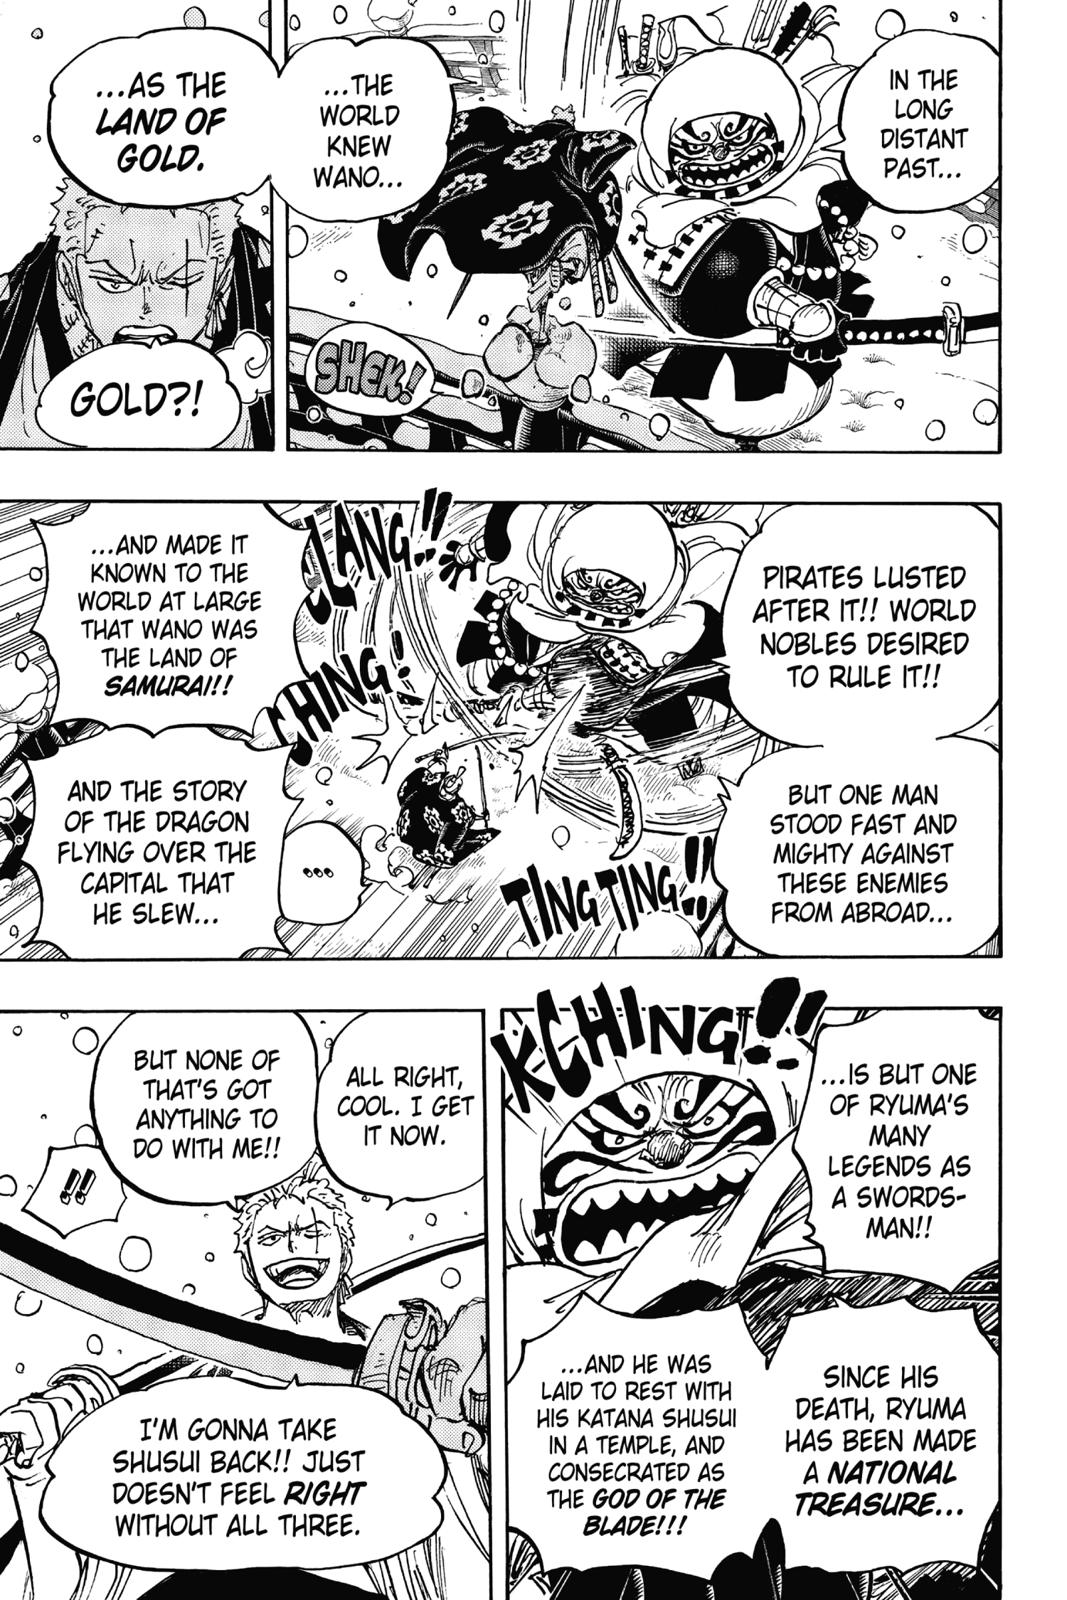 IN THE
LONG
DISTANT
PAST...
...THE
WORLD
KNEW
WANO...
SHEK!
...AS THE
LAND OF
GOLD.
GOLD?!
PIRATES LUSTED
AFTER IT!! WORLD
NOBLES DESIRED
TO RULE IT!!
BUT ONE MAN
STOOD FAST AND
MIGHTY AGAINST
THESE ENEMIES
FROM ABROAD...
CLANG!!
CHING!
TING TING!!
...
...AND MADE IT
KNOWN TO THE
WORLD AT LARGE
THAT WANO WAS
THE LAND OF
SAMURAI!!
AND THE STORY
OF THE DRAGON
FLYING OVER THE
CAPITAL THAT
HE SLEW...
KCHING!!
...IS BUT ONE
OF RYUMA'S
MANY
LEGENDS AS
A SWORDS-
MAN!!
SINCE HIS
DEATH, RYUMA
HAS BEEN MADE
A NATIONAL
TREASURE...
...AND HE WAS
LAID TO REST WITH
HIS KATANA SHUSUI
IN A TEMPLE, AND
CONSECRATED AS
THE GOD OF THE
BLADE!!!
ALL RIGHT,
COOL. I GET
IT NOW.
BUT NONE OF
THAT'S GOT
ANYTHING TO
DO WITH ME!!
!!
I'M GONNA TAKE
SHUSUI BACK!! JUST
DOESN'T FEEL RIGHT
WITHOUT ALL THREE.